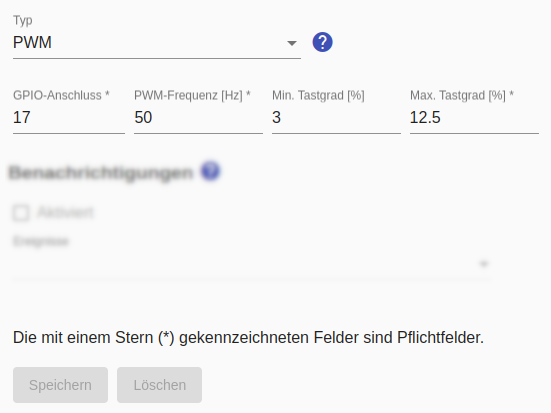 Typ
PWM
GPIO-Anschluss * PWM-Frequenz [Hz] * Min. Tastgrad [%] Max. Tastgrad [%] *
17 50 3 12.5
Benachrichtigungen
Aktiviert
Ereignisse
Die mit einem Stern (*) gekennzeichneten Felder sind Pflichtfelder.
Speichern Löschen